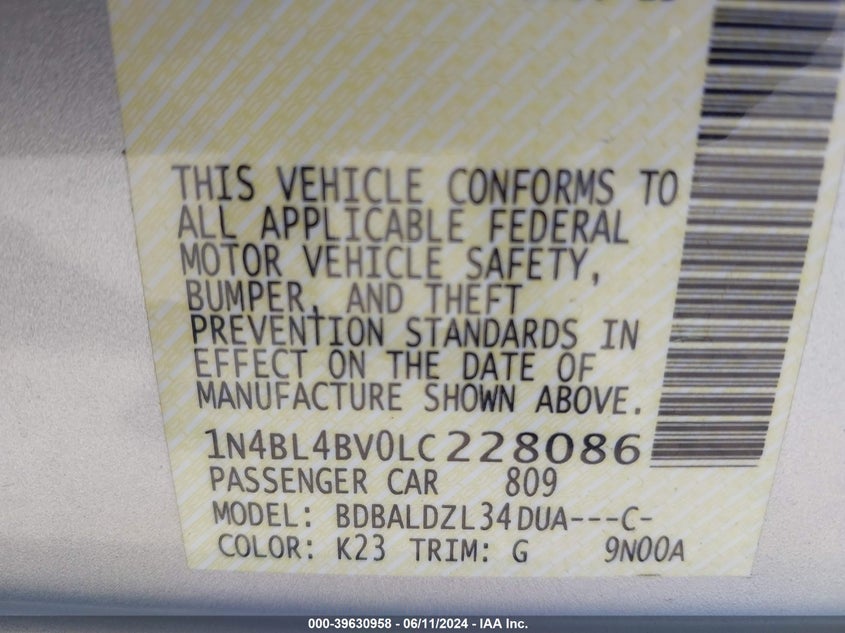 THIS VEHICLE CONFORMS TO
ALL APPLICABLE FEDERAL
MOTOR VEHICLE SAFETY,
BUMPER, AND THEFT
PREVENTION STANDARDS IN
EFFECT ON THE DATE OF
MANUFACTURE SHOWN ABOVE.
1N4BL4BV0LC228086
PASSENGER CAR 809
MODEL: BDBALDZL34DUA---C-
COLOR: K23 TRIM: G 9N00A
000-39630958 - 06/11/2024 - IAA Inc.